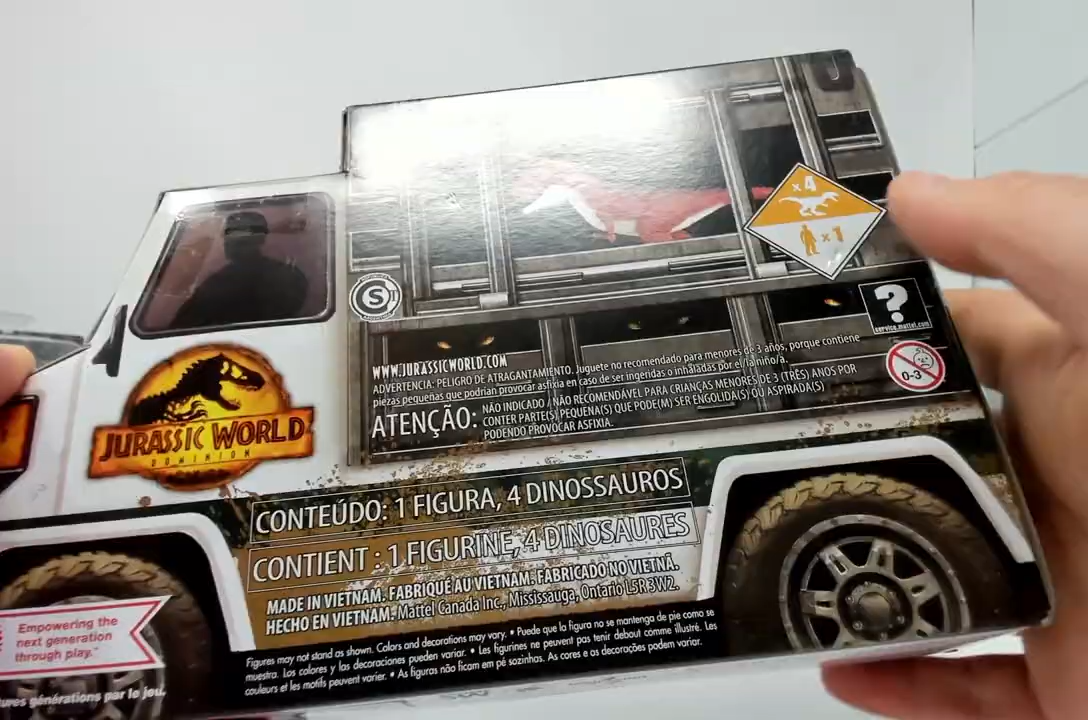 x4
x1
S
?
service.mattel.com
WWW.JURASSICWORLD.COM
ADVERTENCIA: PELIGRO DE ATRAGANTAMIENTO. Juguete no recomendado para menores de 3 años, porque contiene
piezas pequeñas que podrían provocar asfixia en caso de ser ingeridas o inhaladas por el/la niño/a.
0-3
ATENÇÃO:
NÃO INDICADO / NÃO RECOMENDADO PARA CRIANÇAS MENORES DE 3 (TRÊS) ANOS POR
CONTER PARTE(S) PEQUENA(S) QUE PODE(M) SER ENGOLIDA(S) OU ASPIRADA(S)
PODENDO PROVOCAR ASFIXIA.
JURASSIC WORLD
DOMINION
CONTEÚDO: 1 FIGURA, 4 DINOSSAUROS
CONTIENT : 1 FIGURINE, 4 DINOSAURES
MADE IN VIETNAM. FABRIQUÉ AU VIETNAM. FABRICADO NO VIETNÃ.
HECHO EN VIETNAM. Mattel Canada Inc., Mississauga, Ontario L5R 3W2.
Empowering the
next generation
through play.™
générations par le jeu.
Figures may not stand as shown. Colors and decorations may vary. • Puede que la figura no se mantenga de pie como se
muestra. Los colores y las decoraciones pueden variar. • Les figurines ne peuvent pas tenir debout comme illustré. Les
couleurs et les motifs peuvent varier. • As figuras não ficam em pé sozinhas. As cores e as decorações podem variar.